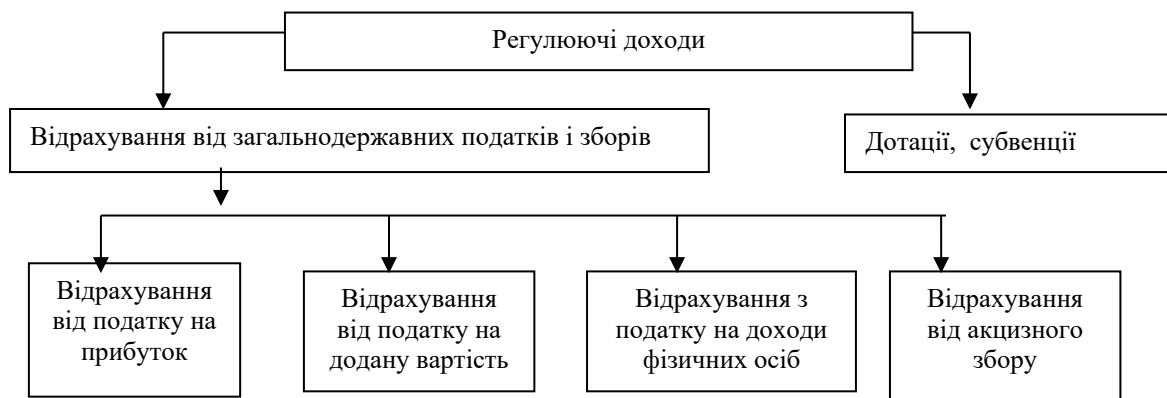 Регулюючі доходи
Відрахування від загальнодержавних податків і зборів
Дотації, субвенції
Відрахування
від податку на
прибуток
Відрахування
від податку на
додану вартість
Відрахування з
податку на доходи
фізичних осіб
Відрахування
від акцизного
збору